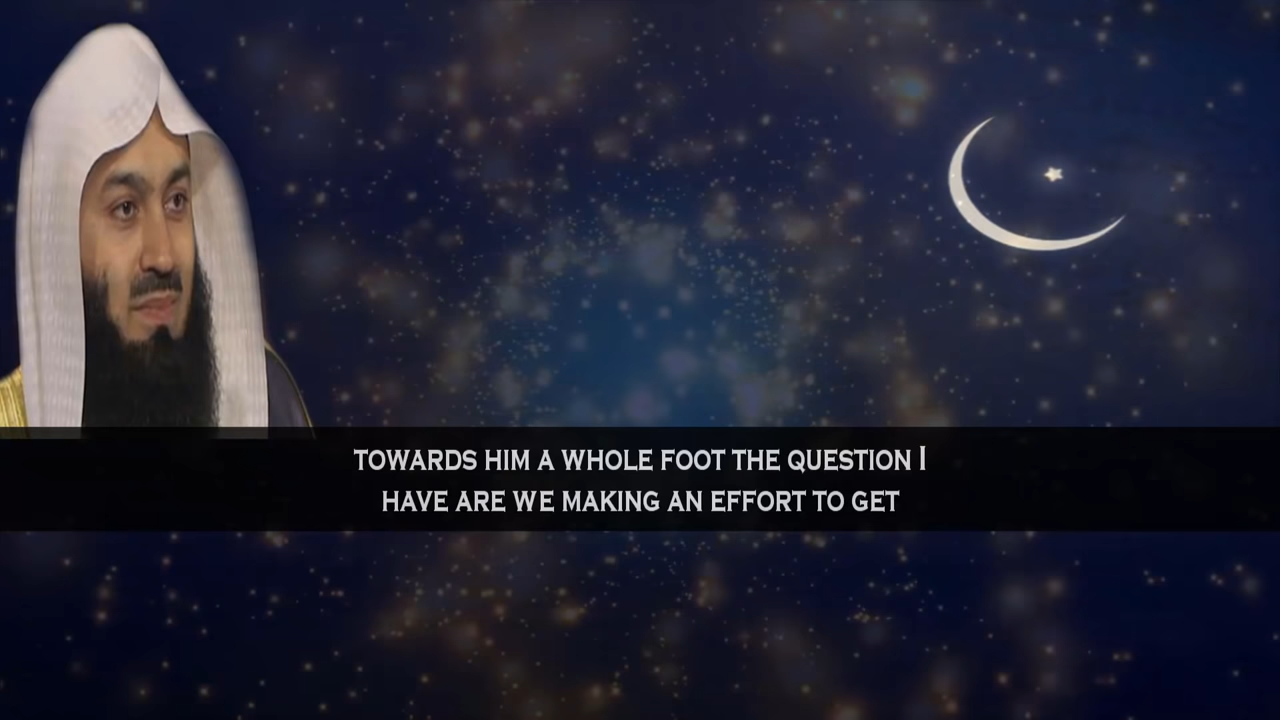 TOWARDS HIM A WHOLE FOOT THE QUESTION I
HAVE ARE WE MAKING AN EFFORT TO GET